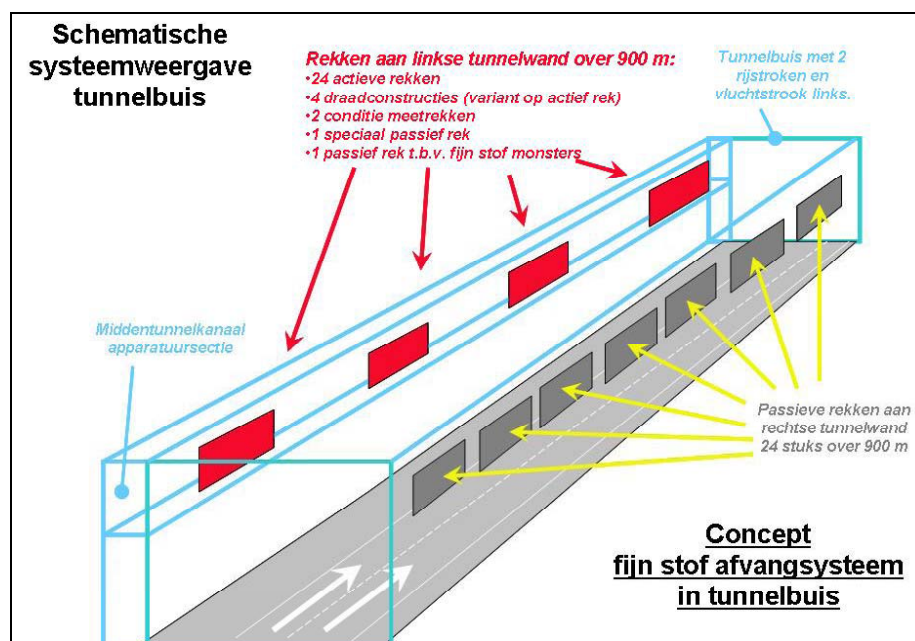 Schematische
systeemweergave
tunnelbuis
Rekken aan linkse tunnelwand over 900 m:
•24 actieve rekken
•4 draadconstructies (variant op actief rek)
•2 conditie meetrekken
•1 speciaal passief rek
•1 passief rek t.b.v. fijn stof monsters
Tunnelbuis met 2
rijstroken en
vluchtstrook links.
Middentunnelkanaal
apparatuursectie
Passieve rekken aan
rechtse tunnelwand
24 stuks over 900 m
Concept
fijn stof afvangsysteem
in tunnelbuis